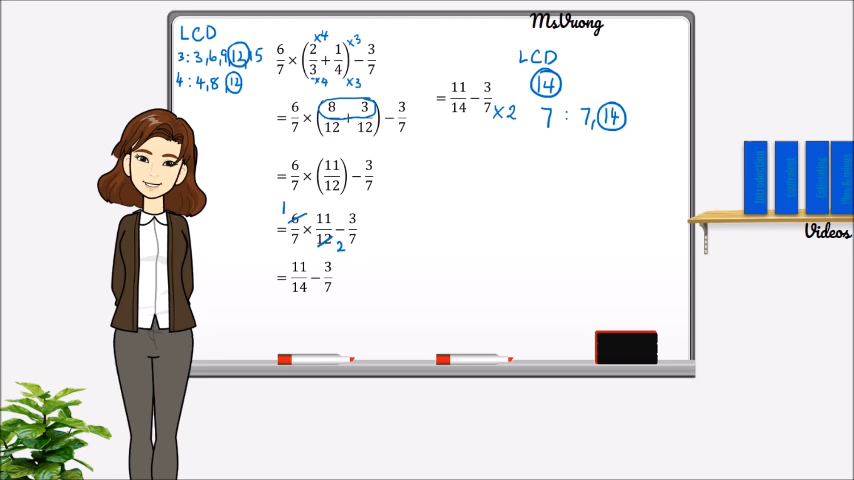 MsVuong
LCD
3 : 3, 6, 9, 12, 15
4 : 4, 8, 12
6/7 × (2/3 + 1/4) − 3/7
×4 ×3
×4 ×3
= 6/7 × (8/12 + 3/12) − 3/7
= 6/7 × (11/12) − 3/7
= 6/7 × 11/12 − 3/7
1 2
= 11/14 − 3/7
= 11/14 − 3/7 ×2
LCD
14
7 : 7, 14
Introduction
Equivalent
Estimating
Videos